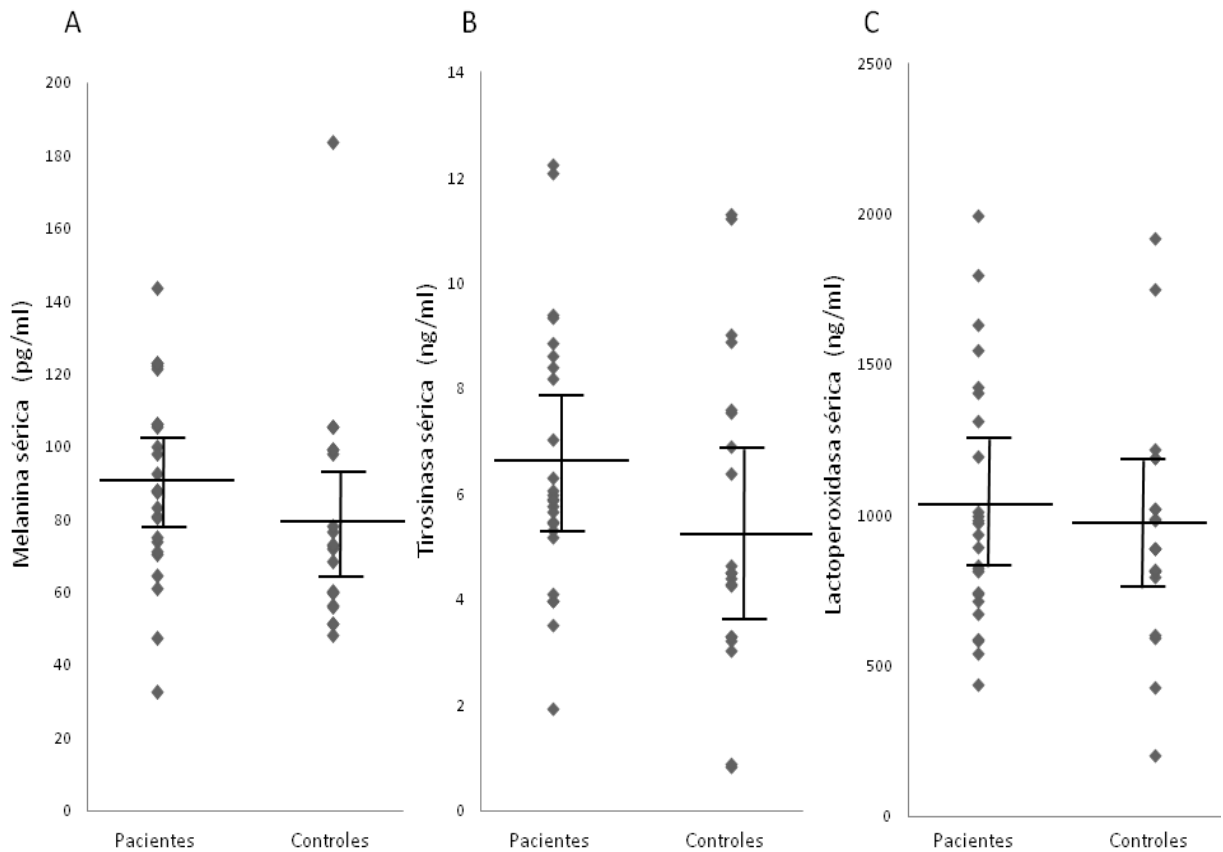 A
Melanina sérica (pg/ml)
200
180
160
140
120
100
80
60
40
20
0
Pacientes Controles
B
Tirosinasa sérica (ng/ml)
14
12
10
8
6
4
2
0
Pacientes Controles
C
Lactoperoxidasa sérica (ng/ml)
2500
2000
1500
1000
500
0
Pacientes Controles